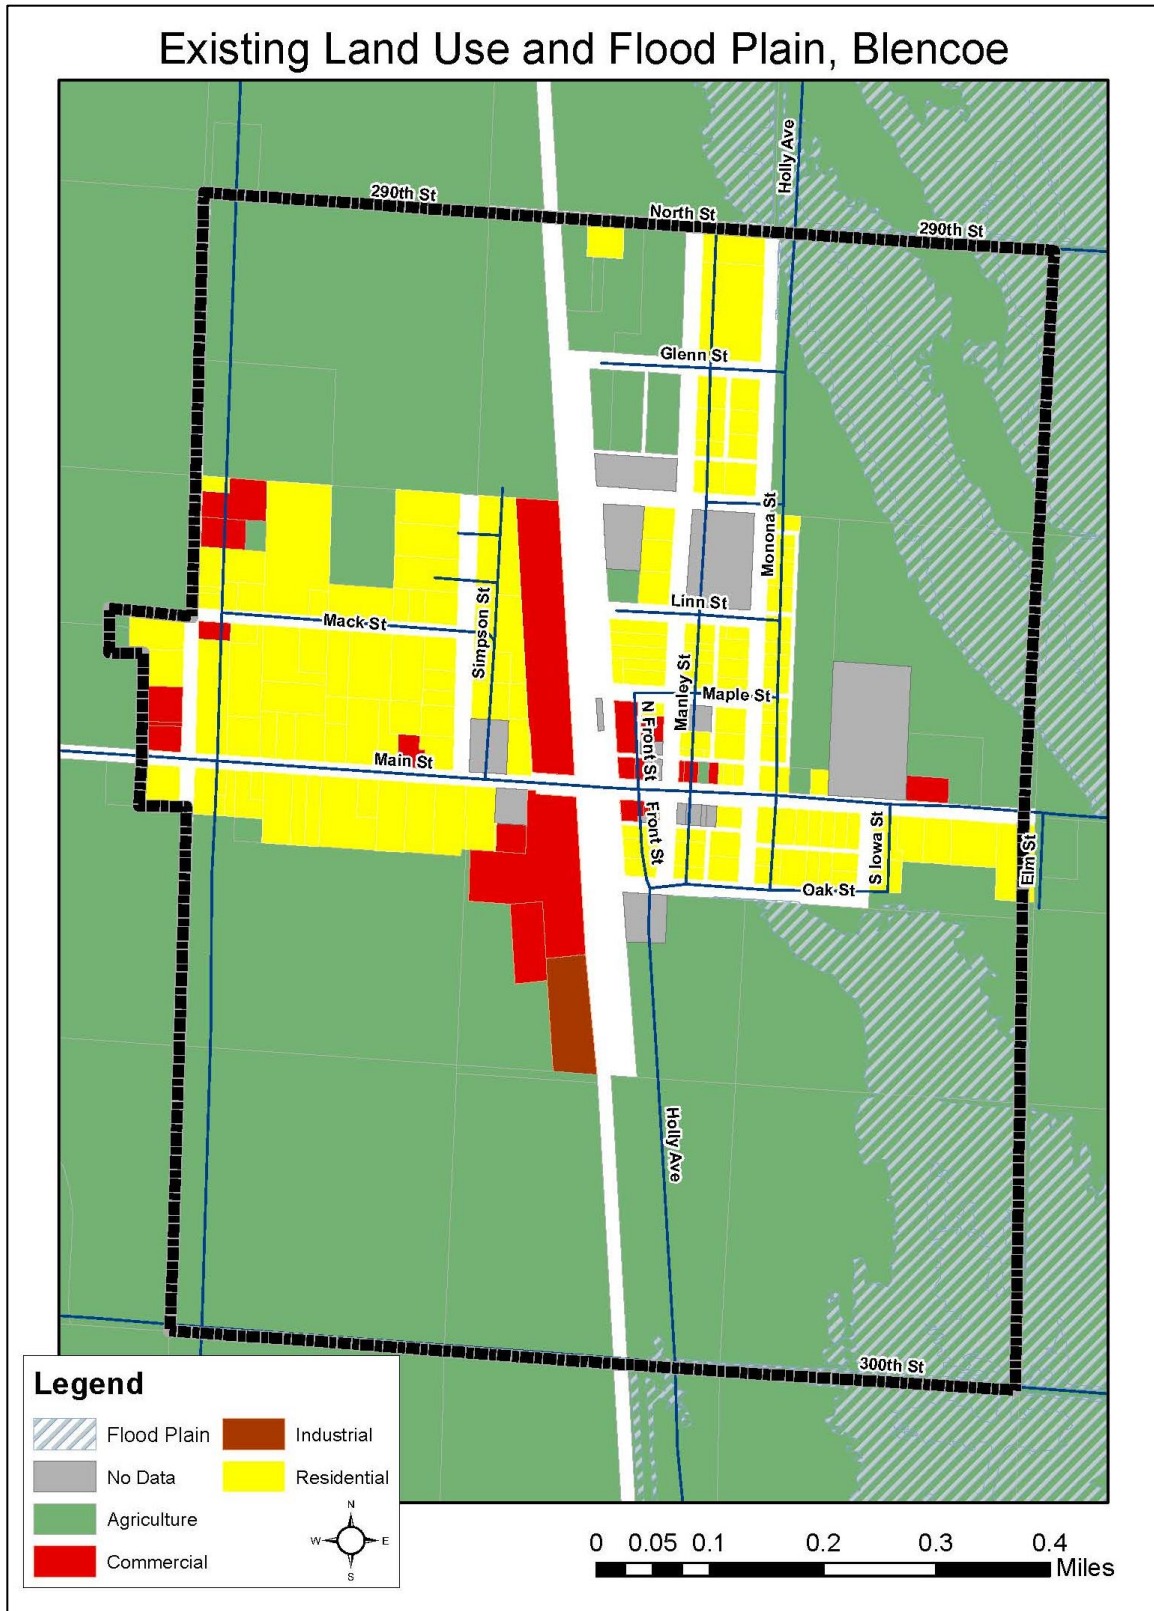 Existing Land Use and Flood Plain, Blencoe
Holly Ave
290th St
North St
290th St
Glenn St
Monona St
Linn St
Mack St
Simpson St
Manley St
Maple St
N Front St
Main St
Front St
S Iowa St
Elm St
Oak St
Holly Ave
300th St
Legend
Flood Plain
Industrial
No Data
Residential
Agriculture
Commercial
N
W
E
S
0 0.05 0.1 0.2 0.3 0.4
Miles